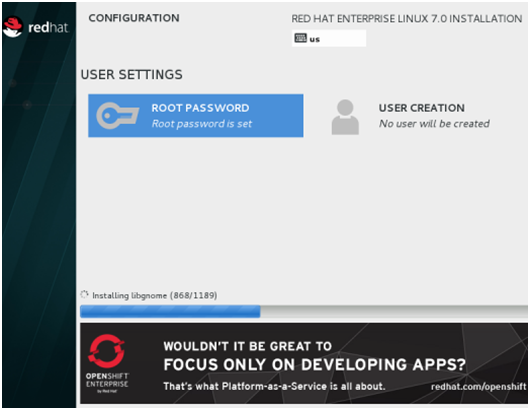 redhat
CONFIGURATION
RED HAT ENTERPRISE LINUX 7.0 INSTALLATION
us
USER SETTINGS
ROOT PASSWORD
Root password is set
USER CREATION
No user will be created
Installing libgnome (868/1189)
OPENSHIFT
ENTERPRISE
by Red Hat
WOULDN'T IT BE GREAT TO
FOCUS ONLY ON DEVELOPING APPS?
That's what Platform-as-a-Service is all about.
redhat.com/openshift